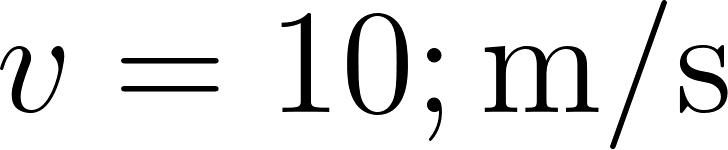 v = 10; m/s